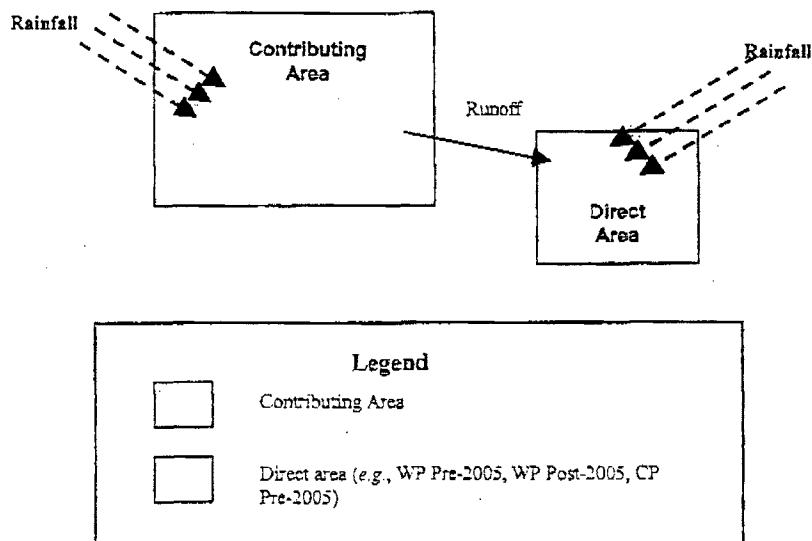 Rainfall
Contributing
Area
Rainfall
Runoff
Direct
Area
Legend
Contributing Area
Direct area (e.g., WP Pre-2005, WP Post-2005, CP
Pre-2005)